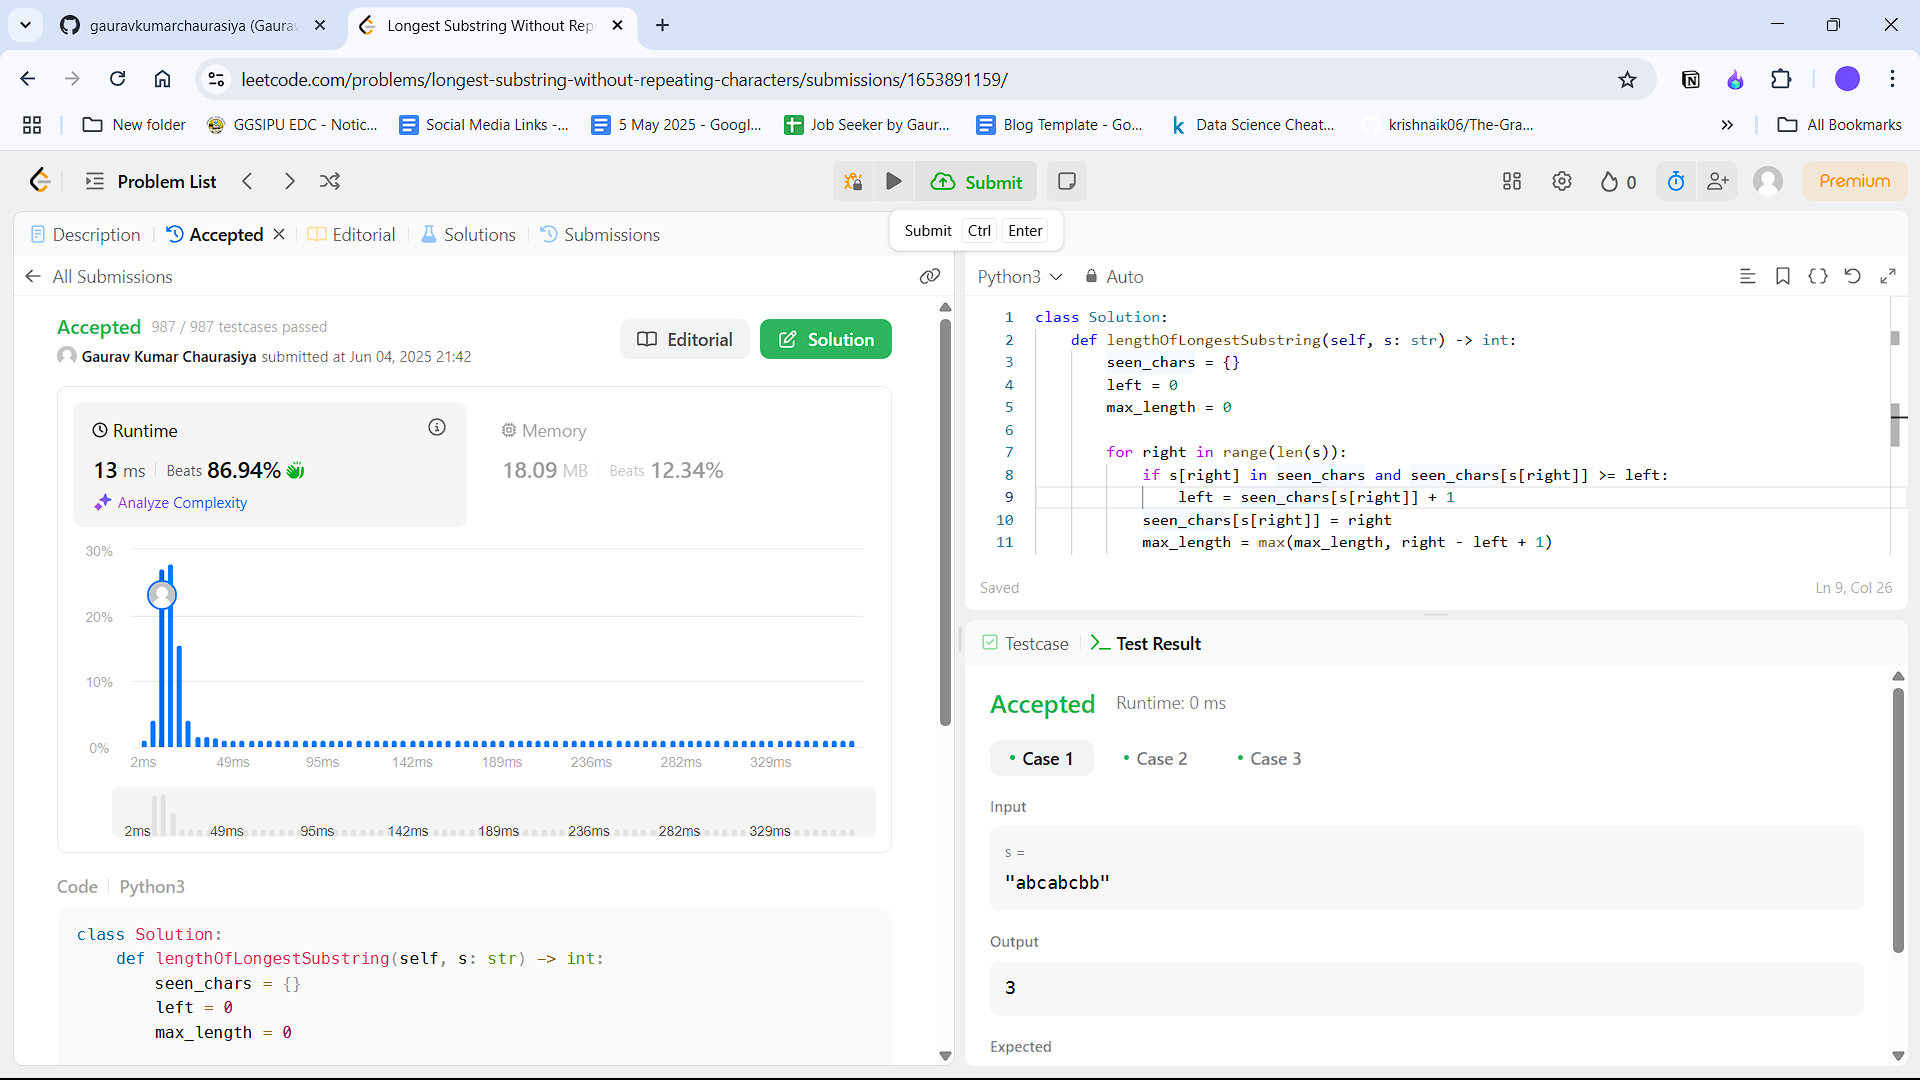 gauravkumarchaurasiya (Gaurav
Longest Substring Without Rep
leetcode.com/problems/longest-substring-without-repeating-characters/submissions/1653891159/
New folder
GGSIPU EDC - Notic...
Social Media Links -...
5 May 2025 - Googl...
Job Seeker by Gaur...
Blog Template - Go...
Data Science Cheat...
krishnaik06/The-Gra...
All Bookmarks
Problem List
Submit
0
Premium
Submit Ctrl Enter
Description
Accepted
Editorial
Solutions
Submissions
All Submissions
Accepted 987 / 987 testcases passed
Gaurav Kumar Chaurasiya submitted at Jun 04, 2025 21:42
Editorial
Solution
Runtime
13 ms Beats 86.94%
Analyze Complexity
Memory
18.09 MB Beats 12.34%
30%
20%
10%
0%
2ms 49ms 95ms 142ms 189ms 236ms 282ms 329ms
2ms 49ms 95ms 142ms 189ms 236ms 282ms 329ms
Code Python3
class Solution:
def lengthOfLongestSubstring(self, s: str) -> int:
seen_chars = {}
left = 0
max_length = 0
Python3 Auto
1 class Solution:
2 def lengthOfLongestSubstring(self, s: str) -> int:
3 seen_chars = {}
4 left = 0
5 max_length = 0
6
7 for right in range(len(s)):
8 if s[right] in seen_chars and seen_chars[s[right]] >= left:
9 left = seen_chars[s[right]] + 1
10 seen_chars[s[right]] = right
11 max_length = max(max_length, right - left + 1)
Saved
Ln 9, Col 26
Testcase
Test Result
Accepted Runtime: 0 ms
Case 1 Case 2 Case 3
Input
s =
"abcabcbb"
Output
3
Expected